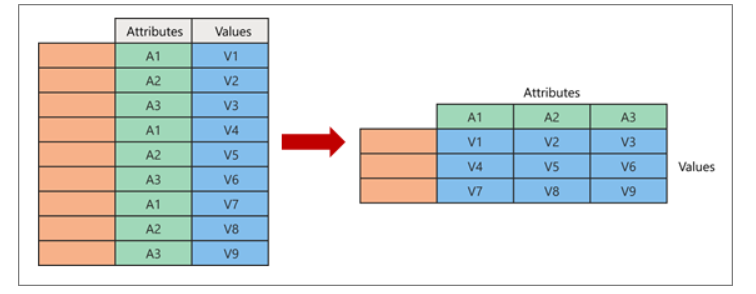 Attributes Values
A1 V1
A2 V2
A3 V3
A1 V4
A2 V5
A3 V6
A1 V7
A2 V8
A3 V9
Attributes
A1 A2 A3
V1 V2 V3
V4 V5 V6 Values
V7 V8 V9